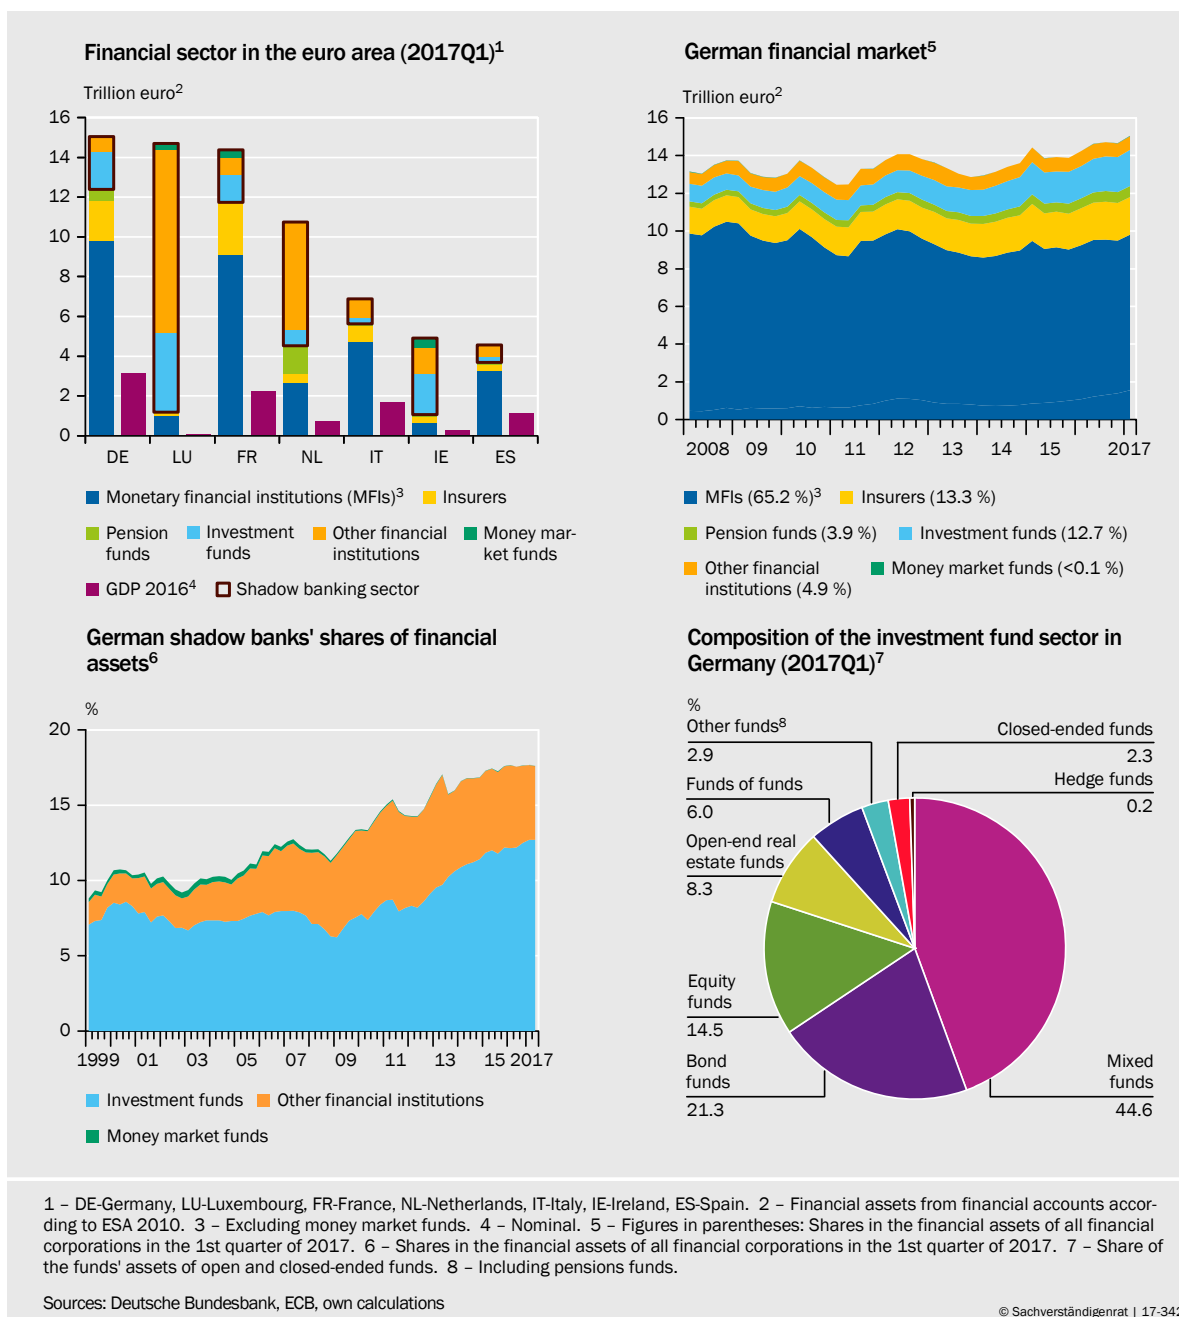 Financial sector in the euro area (2017Q1)1
Trillion euro2
16
14
12
10
8
6
4
2
0
DE LU FR NL IT IE ES
Monetary financial institutions (MFIs)3 Insurers
Pension funds
Investment funds
Other financial institutions
Money mar-
ket funds
GDP 20164 Shadow banking sector
German financial market5
Trillion euro2
16
14
12
10
8
6
4
2
0
2008 09 10 11 12 13 14 15 2017
MFIs (65.2 %)3 Insurers (13.3 %)
Pension funds (3.9 %) Investment funds (12.7 %)
Other financial
institutions (4.9 %)
Money market funds (<0.1 %)
German shadow banks' shares of financial
assets6
%
20
15
10
5
0
1999 01 03 05 07 09 11 13 15 2017
Investment funds Other financial institutions
Money market funds
Composition of the investment fund sector in
Germany (2017Q1)7
%
Other funds8
2.9
Closed-ended funds
2.3
Funds of funds
6.0
Hedge funds
0.2
Open-end real
estate funds
8.3
Equity
funds
14.5
Bond
funds
21.3
Mixed
funds
44.6
1 – DE-Germany, LU-Luxembourg, FR-France, NL-Netherlands, IT-Italy, IE-Ireland, ES-Spain. 2 – Financial assets from financial accounts accor-
ding to ESA 2010. 3 – Excluding money market funds. 4 – Nominal. 5 – Figures in parentheses: Shares in the financial assets of all financial
corporations in the 1st quarter of 2017. 6 – Shares in the financial assets of all financial corporations in the 1st quarter of 2017. 7 – Share of
the funds' assets of open and closed-ended funds. 8 – Including pensions funds.
Sources: Deutsche Bundesbank, ECB, own calculations
© Sachverständigenrat | 17-342